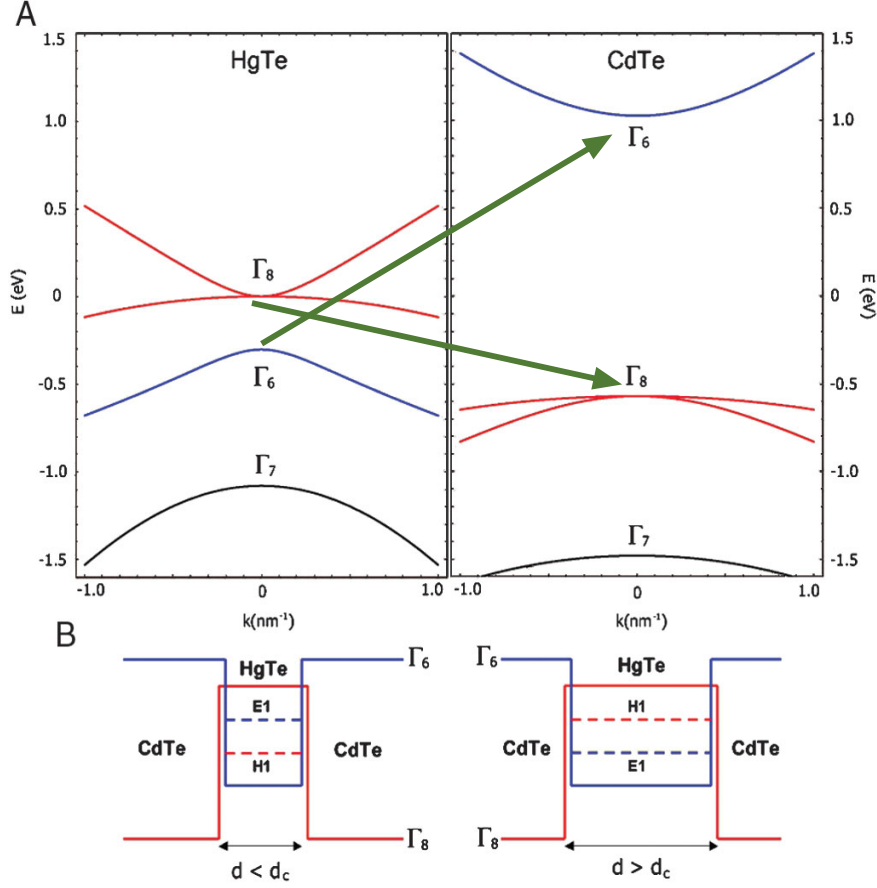 A
HgTe
CdTe
1.5
1.0
0.5
0
-0.5
-1.0
-1.5
E (eV)
Γ8
Γ6
Γ7
-1.0
0
1.0
k(nm⁻¹)
Γ6
Γ8
Γ7
-1.0
0
1.0
k(nm⁻¹)
1.5
1.0
0.5
0
-0.5
-1.0
-1.5
E (eV)
B
HgTe
E1
H1
CdTe
CdTe
Γ6
Γ8
d < dc
Γ6
Γ8
HgTe
H1
E1
CdTe
CdTe
d > dc